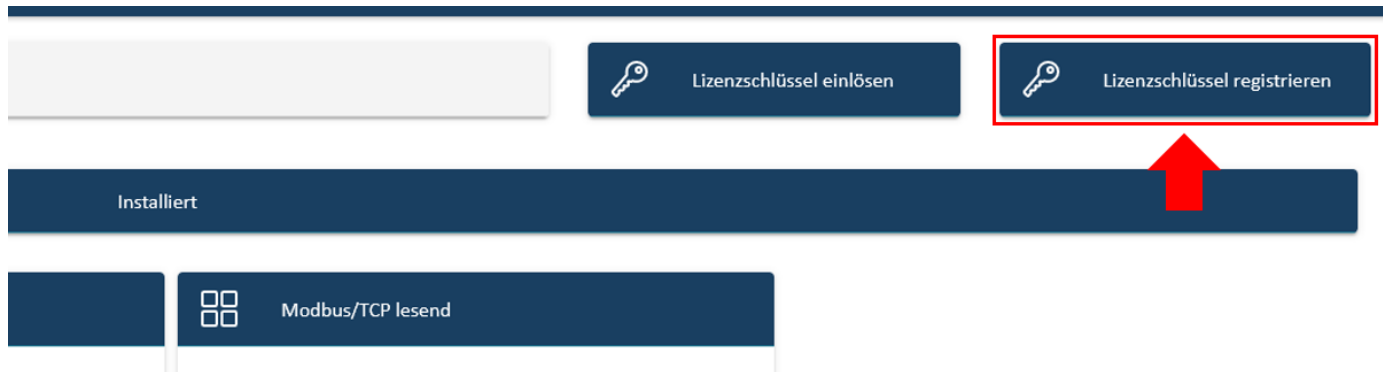 Lizenzschlüssel einlösen
Lizenzschlüssel registrieren
Installiert
Modbus/TCP lesend